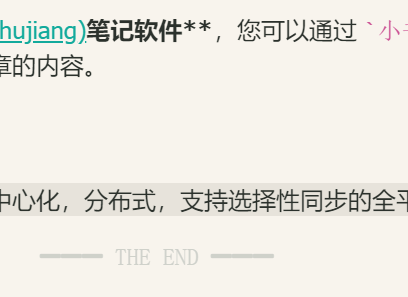 hujiang)笔记软件**，您可以通过 `小
章的内容。
中心化，分布式，支持选择性同步的全平
THE END